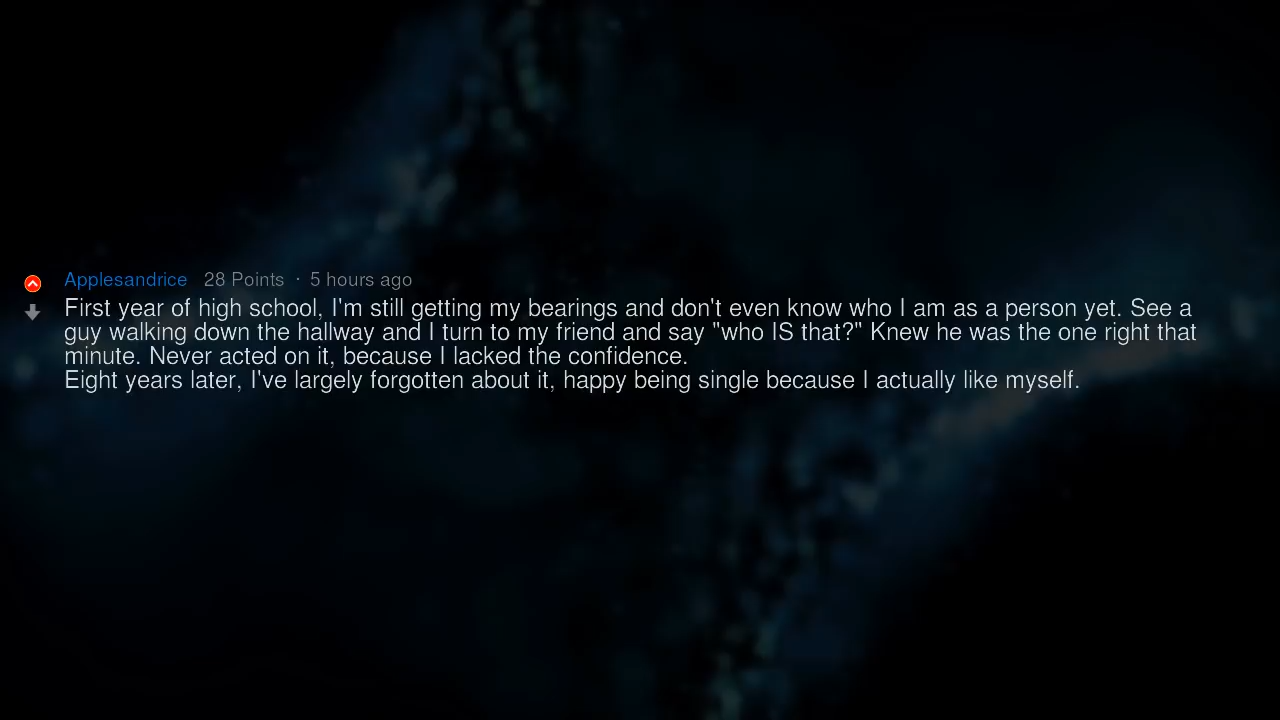 Applesandrice 28 Points · 5 hours ago
First year of high school, I'm still getting my bearings and don't even know who I am as a person yet. See a
guy walking down the hallway and I turn to my friend and say "who IS that?" Knew he was the one right that
minute. Never acted on it, because I lacked the confidence.
Eight years later, I've largely forgotten about it, happy being single because I actually like myself.